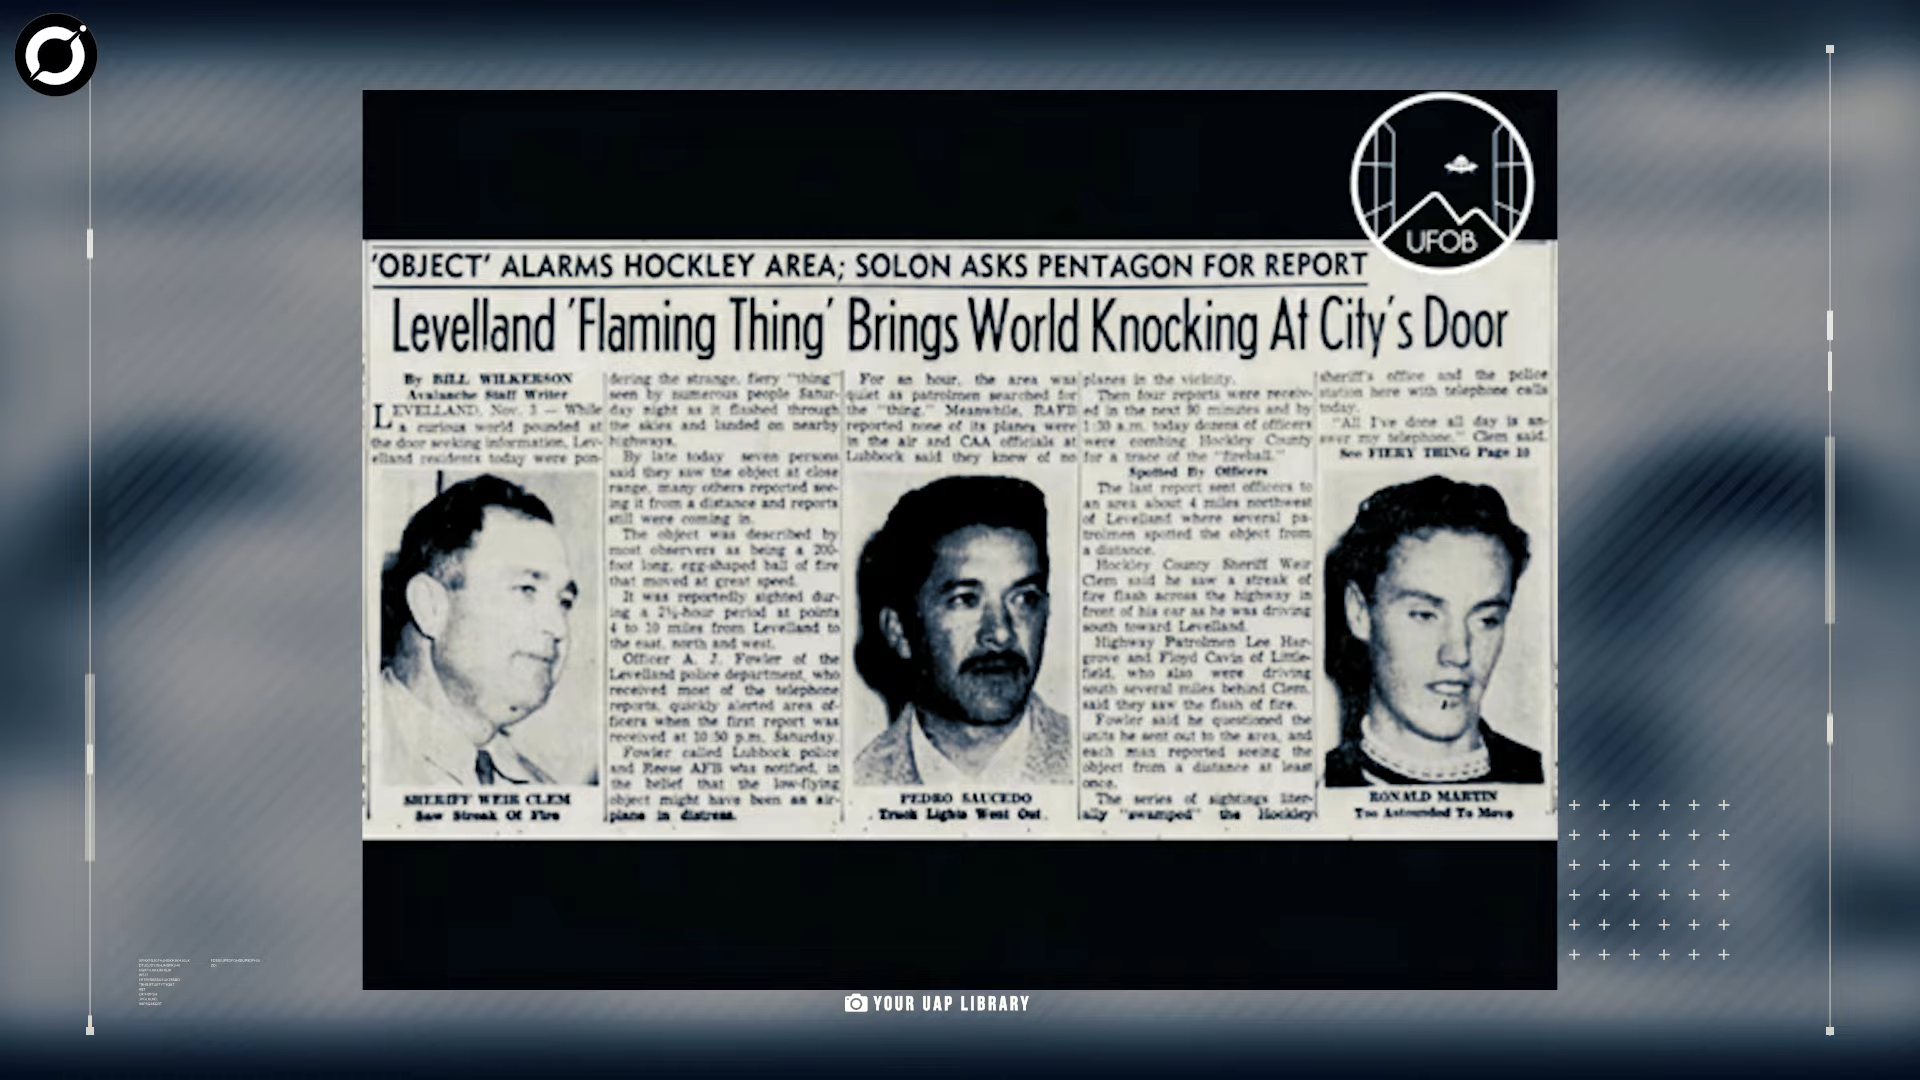 UFOB
'OBJECT' ALARMS HOCKLEY AREA; SOLON ASKS PENTAGON FOR REPORT
Levelland 'Flaming Thing' Brings World Knocking At City's Door
By BILL WILKERSON
Avalanche Staff Writer
LEVELLAND, Nov. 3 — While
a curious world pounded at
the door seeking information, Lev-
elland residents today were pon-
SHERIFF WEIR CLEM
Saw Streak Of Fire
dering the strange, fiery "thing"
seen by numerous people Satur-
day night as it flashed through
the skies and landed on nearby
highways.
By late today seven persons
said they saw the object at close
range, many others reported see-
ing it from a distance and reports
still were coming in.
The object was described by
most observers as being a 200-
foot long, egg-shaped ball of fire
that moved at great speed.
It was reportedly sighted dur-
ing a 2½-hour period at points
4 to 10 miles from Levelland to
the east, north and west.
Officer A. J. Fowler of the
Levelland police department, who
received most of the telephone
reports, quickly alerted area of-
ficers when the first report was
received at 10:50 p.m. Saturday.
Fowler called Lubbock police
and Reese AFB was notified, in
the belief that the low-flying
object might have been an air-
plane in distress.
For an hour, the area was
quiet as patrolmen searched for
the "thing." Meanwhile, RAFB
reported none of its planes were
in the air and CAA officials at
Lubbock said they knew of no
PEDRO SAUCEDO
Truck Lights Went Out
planes in the vicinity.
Then four reports were receiv-
ed in the next 90 minutes and by
1:30 a.m. today dozens of officers
were combing Hockley County
for a trace of the "fireball."
Spotted By Officers
The last report sent officers to
an area about 4 miles northwest
of Levelland where several pa-
trolmen spotted the object from
a distance.
Hockley County Sheriff Weir
Clem said he saw a streak of
fire flash across the highway in
front of his car as he was driving
south toward Levelland.
Highway Patrolmen Lee Har-
grove and Floyd Cavin of Little-
field, who also were driving
south several miles behind Clem,
said they saw the flash of fire.
Fowler said he questioned the
units he sent out to the area, and
each man reported seeing the
object from a distance at least
once.
The series of sightings liter-
ally "swamped" the Hockley
sheriff's office and the police
station here with telephone calls
today.
"All I've done all day is an-
swer my telephone," Clem said.
See FIERY THING Page 10
RONALD MARTIN
Too Astounded To Move
YOUR UAP LIBRARY